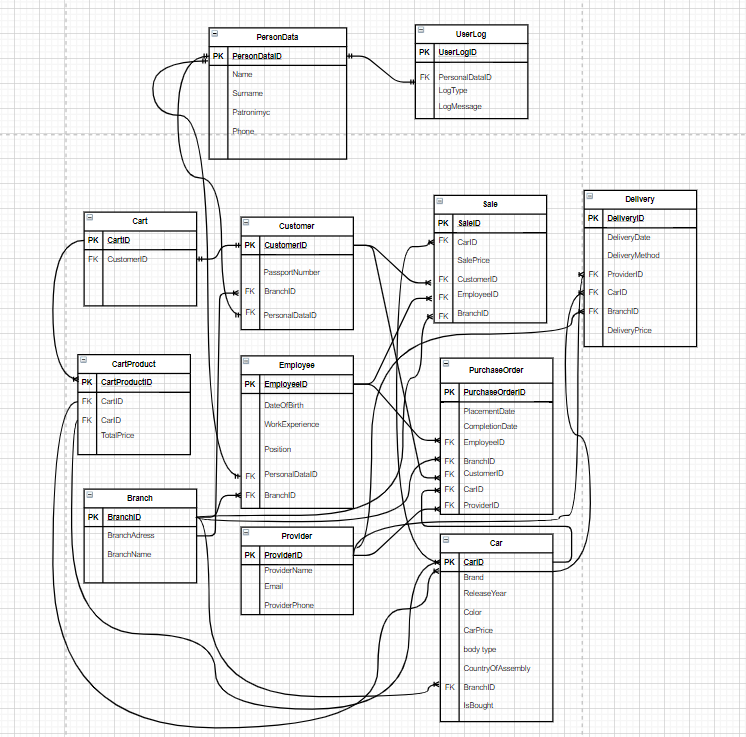 PersonData
PK PersonDataID
Name
Surname
Patronimyc
Phone
UserLog
PK UserLogID
FK PersonalDataID
LogType
LogMessage
Cart
PK CartID
FK CustomerID
Customer
PK CustomerID
PassportNumber
FK BranchID
FK PersonalDataID
Sale
PK SaleID
FK CarID
SalePrice
FK CustomerID
FK EmployeeID
FK BranchID
Delivery
PK DeliveryID
DeliveryDate
DeliveryMethod
FK ProviderID
FK CarID
FK BranchID
DeliveryPrice
CartProduct
PK CartProductID
FK CartID
FK CarID
TotalPrice
Employee
PK EmployeeID
DateOfBirth
WorkExperience
Position
FK PersonalDataID
FK BranchID
PurchaseOrder
PK PurchaseOrderID
PlacementDate
CompletionDate
FK EmployeeID
FK BranchID
FK CustomerID
FK CarID
FK ProviderID
Branch
PK BranchID
BranchAdress
BranchName
Provider
PK ProviderID
ProviderName
Email
ProviderPhone
Car
PK CarID
Brand
ReleaseYear
Color
CarPrice
body type
CountryOfAssembly
FK BranchID
IsBought